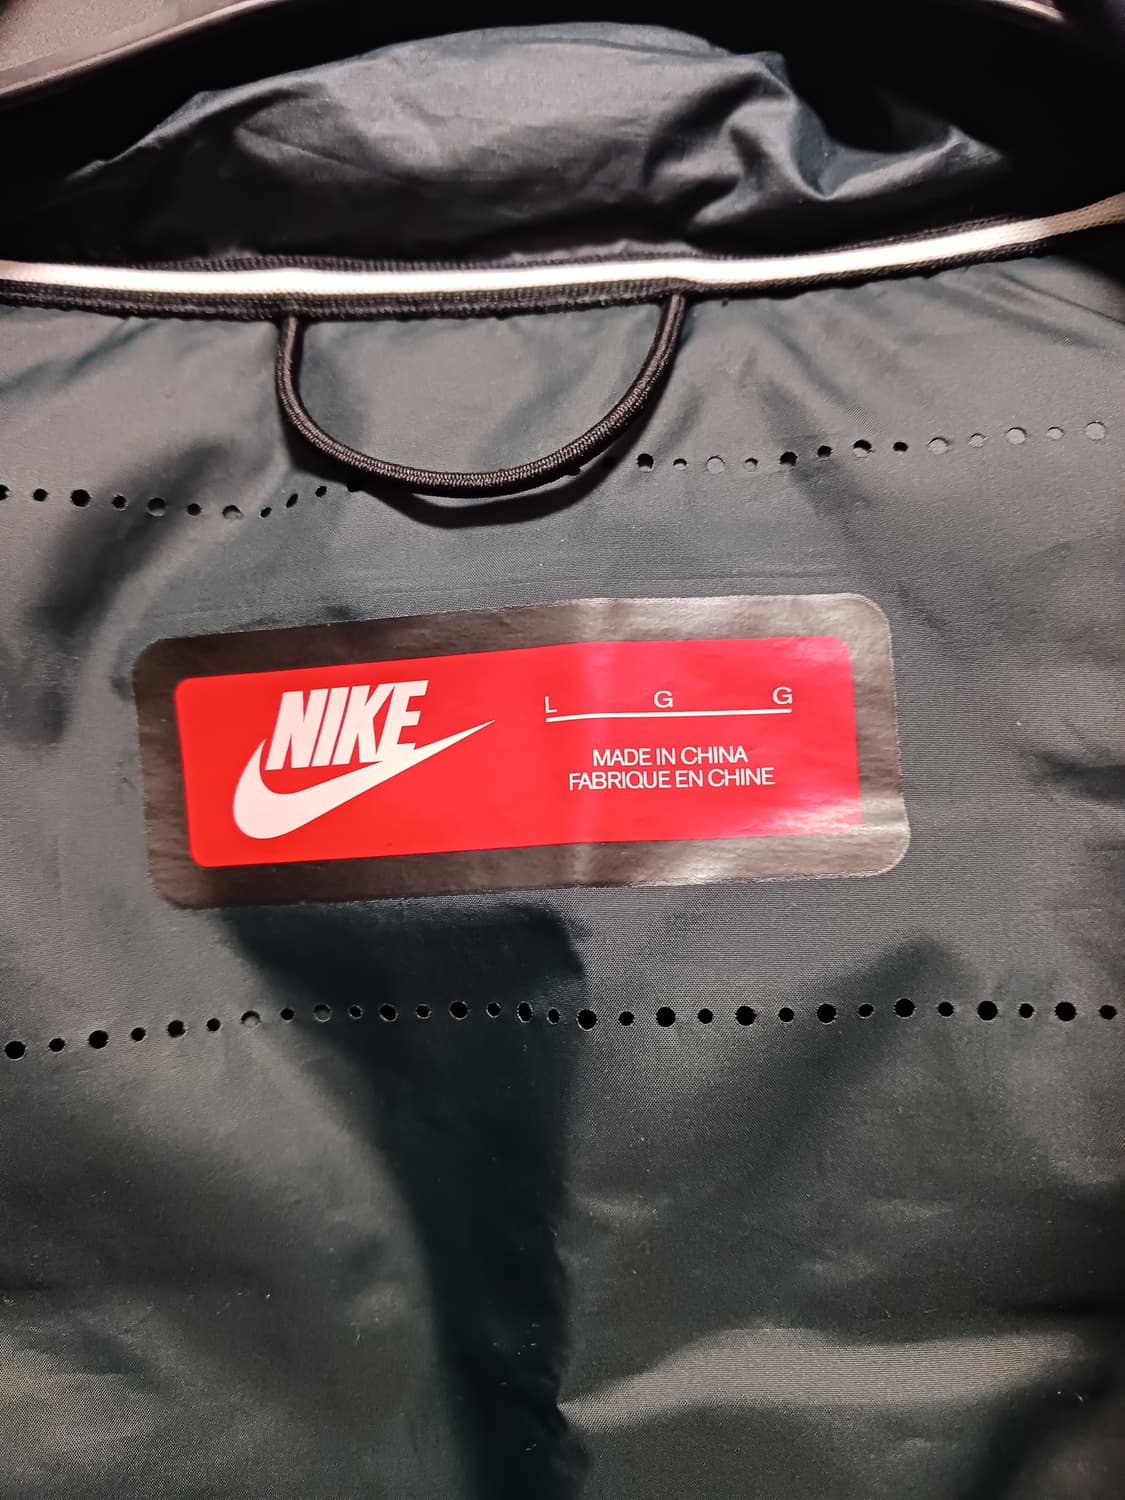 NIKE
L G G
MADE IN CHINA
FABRIQUE EN CHINE